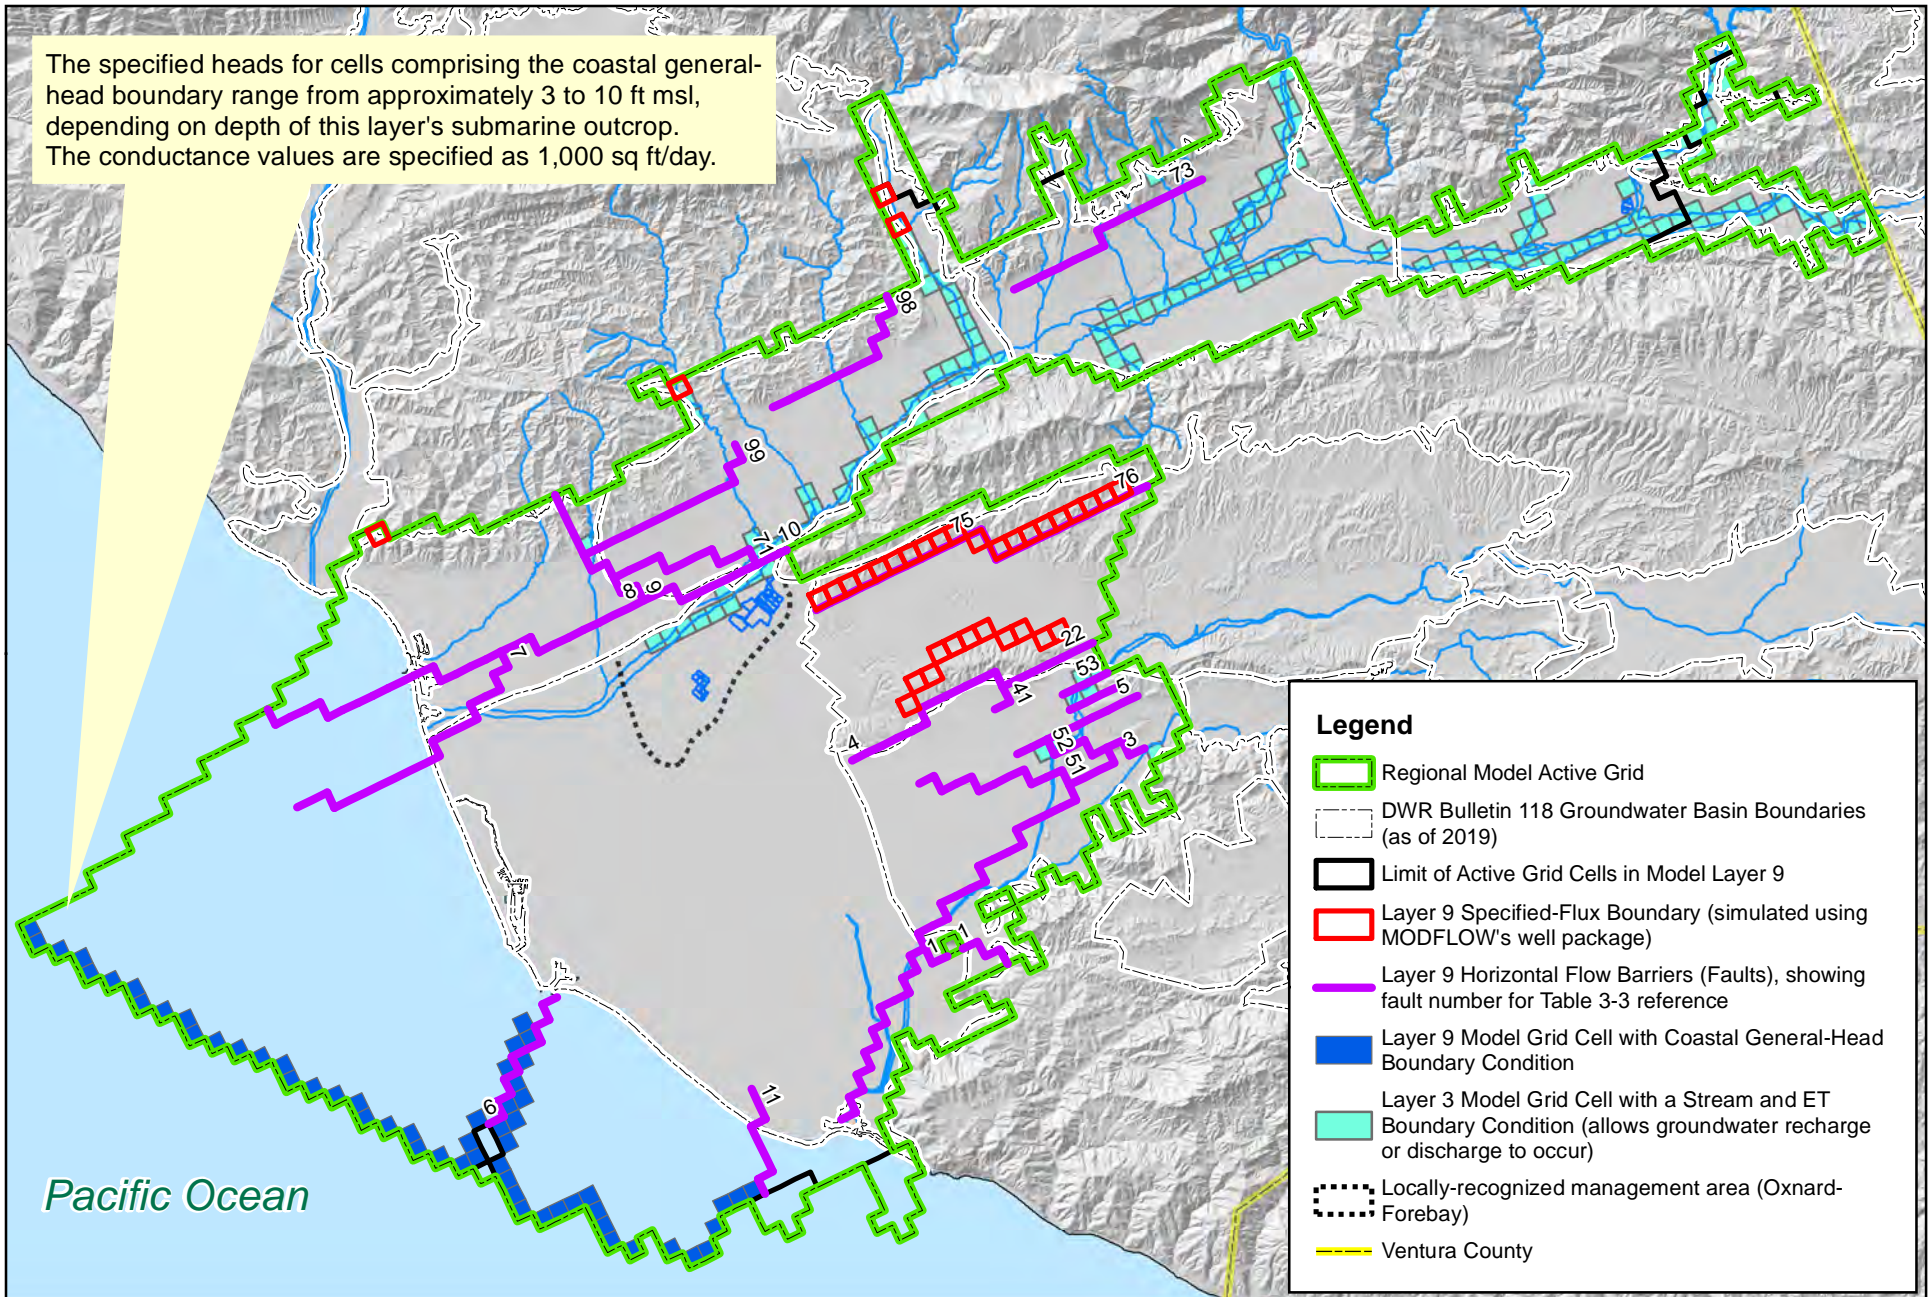 The specified heads for cells comprising the coastal general-
head boundary range from approximately 3 to 10 ft msl,
depending on depth of this layer's submarine outcrop.
The conductance values are specified as 1,000 sq ft/day.
73
98
99
76
75
10
71
8
9
22
7
53
5
41
4
52
3
51
1
1
11
6
Pacific Ocean
Legend
Regional Model Active Grid
DWR Bulletin 118 Groundwater Basin Boundaries
(as of 2019)
Limit of Active Grid Cells in Model Layer 9
Layer 9 Specified-Flux Boundary (simulated using
MODFLOW's well package)
Layer 9 Horizontal Flow Barriers (Faults), showing
fault number for Table 3-3 reference
Layer 9 Model Grid Cell with Coastal General-Head
Boundary Condition
Layer 3 Model Grid Cell with a Stream and ET
Boundary Condition (allows groundwater recharge
or discharge to occur)
Locally-recognized management area (Oxnard-
Forebay)
Ventura County